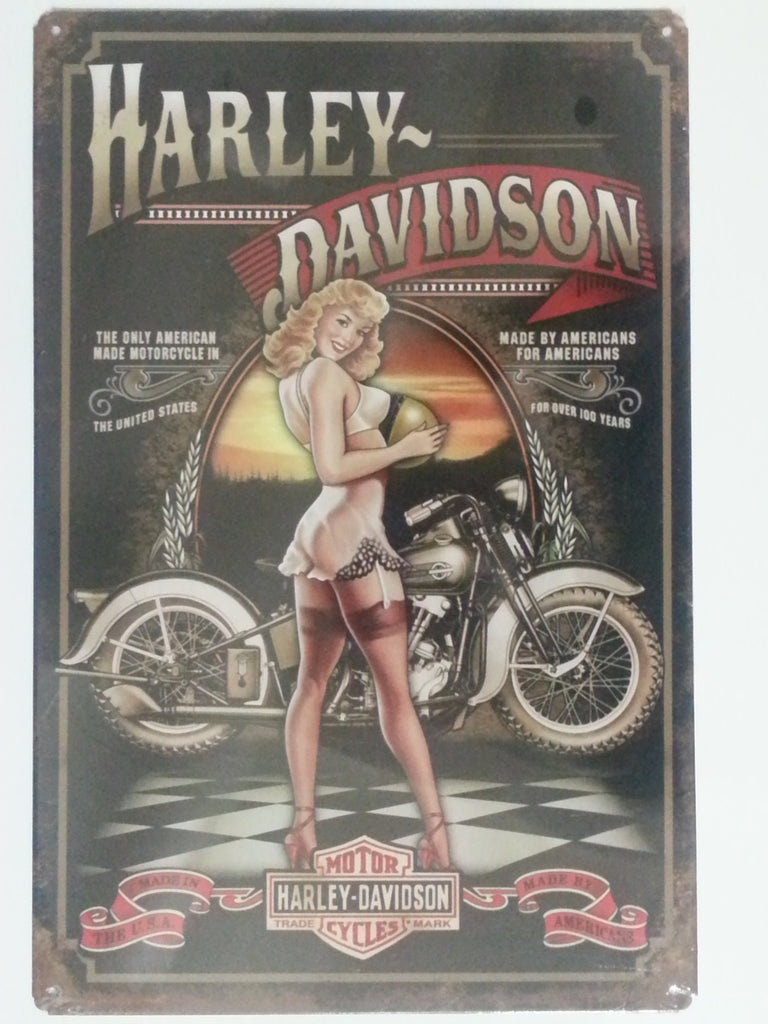 HARLEY~
DAVIDSON
THE ONLY AMERICAN
MADE MOTORCYCLE IN
THE UNITED STATES
MADE BY AMERICANS
FOR AMERICANS
FOR OVER 100 YEARS
MOTOR
HARLEY-DAVIDSON
TRADE MARK
CYCLES
MADE IN
THE U.S.A.
MADE BY
AMERICANS